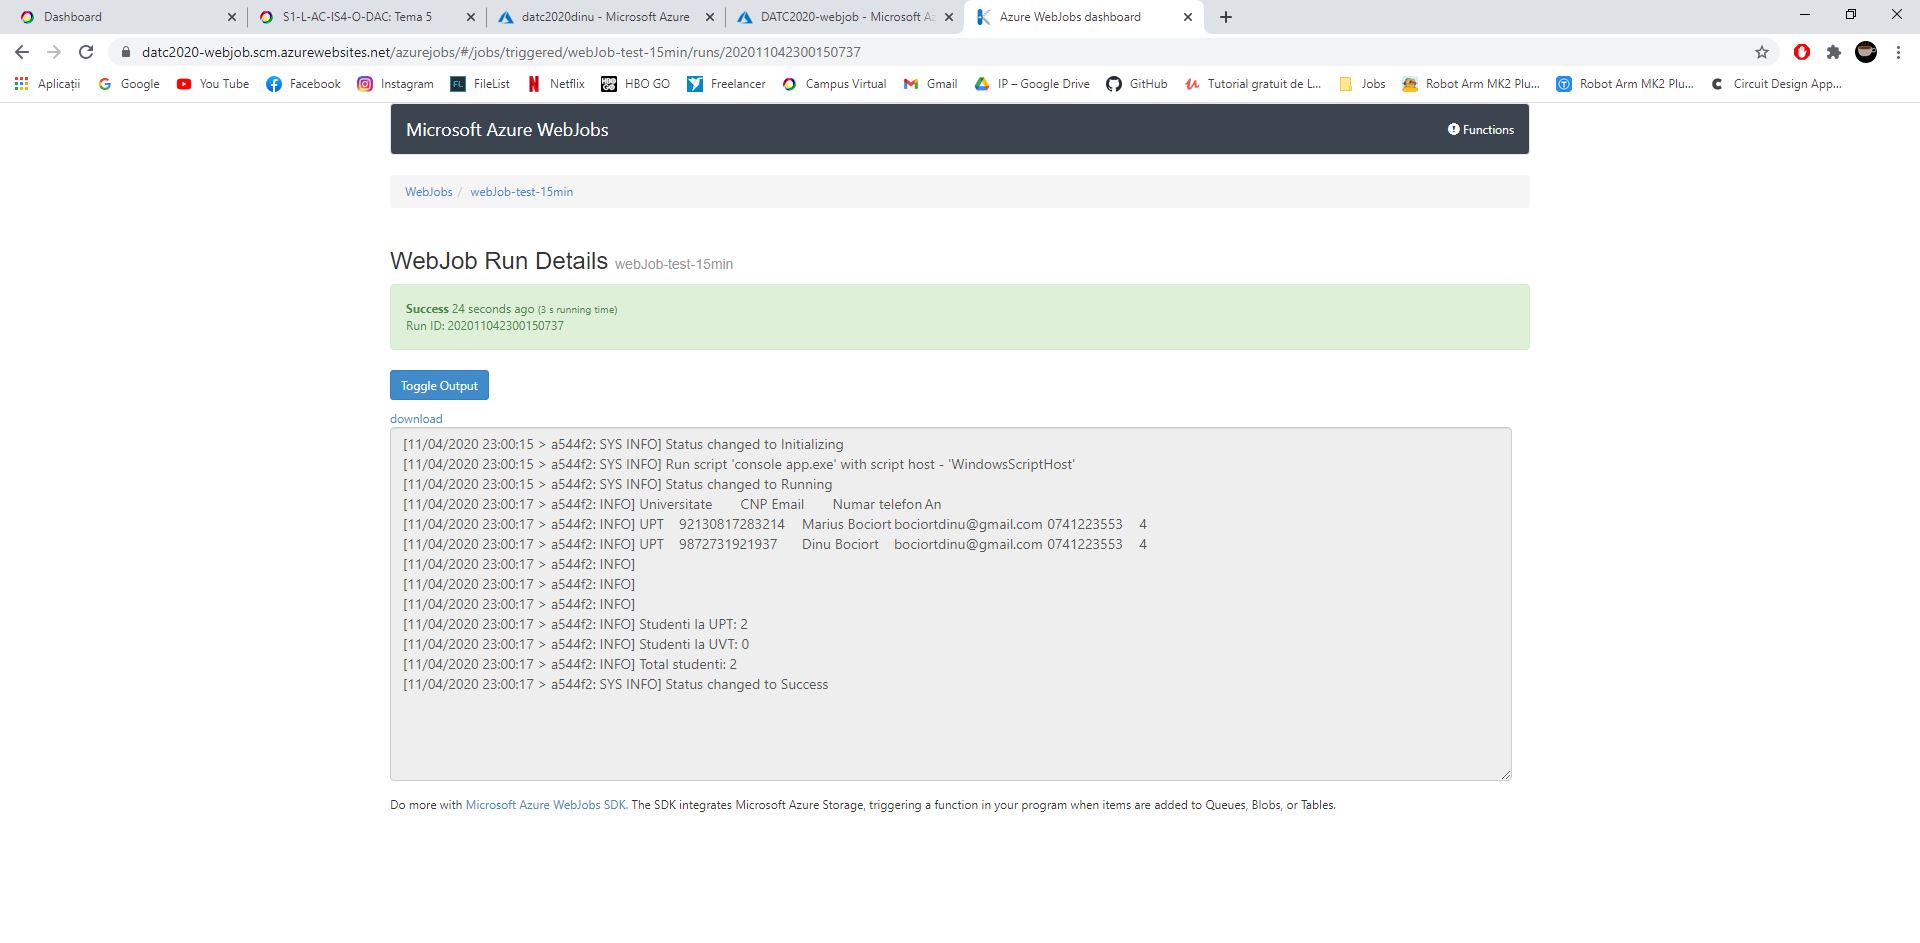 Dashboard
S1-L-AC-IS4-O-DAC: Tema 5
datc2020dinu - Microsoft Azure
DATC2020-webjob - Microsoft Az
Azure WebJobs dashboard
datc2020-webjob.scm.azurewebsites.net/azurejobs/#/jobs/triggered/webJob-test-15min/runs/202011042300150737
Aplicații
Google
You Tube
Facebook
Instagram
FL FileList
N Netflix
HBO GO HBO GO
Freelancer
Campus Virtual
Gmail
IP – Google Drive
GitHub
Tutorial gratuit de L...
Jobs
Robot Arm MK2 Plu...
Robot Arm MK2 Plu...
Circuit Design App...
Microsoft Azure WebJobs
Functions
WebJobs / webJob-test-15min
WebJob Run Details webJob-test-15min
Success 24 seconds ago (3 s running time)
Run ID: 202011042300150737
Toggle Output
download
[11/04/2020 23:00:15 > a544f2: SYS INFO] Status changed to Initializing
[11/04/2020 23:00:15 > a544f2: SYS INFO] Run script 'console app.exe' with script host - 'WindowsScriptHost'
[11/04/2020 23:00:15 > a544f2: SYS INFO] Status changed to Running
[11/04/2020 23:00:17 > a544f2: INFO] Universitate CNP Email Numar telefon An
[11/04/2020 23:00:17 > a544f2: INFO] UPT 92130817283214 Marius Bociort bociortdinu@gmail.com 0741223553 4
[11/04/2020 23:00:17 > a544f2: INFO] UPT 9872731921937 Dinu Bociort bociortdinu@gmail.com 0741223553 4
[11/04/2020 23:00:17 > a544f2: INFO]
[11/04/2020 23:00:17 > a544f2: INFO]
[11/04/2020 23:00:17 > a544f2: INFO]
[11/04/2020 23:00:17 > a544f2: INFO] Studenti la UPT: 2
[11/04/2020 23:00:17 > a544f2: INFO] Studenti la UVT: 0
[11/04/2020 23:00:17 > a544f2: INFO] Total studenti: 2
[11/04/2020 23:00:17 > a544f2: SYS INFO] Status changed to Success
Do more with Microsoft Azure WebJobs SDK. The SDK integrates Microsoft Azure Storage, triggering a function in your program when items are added to Queues, Blobs, or Tables.